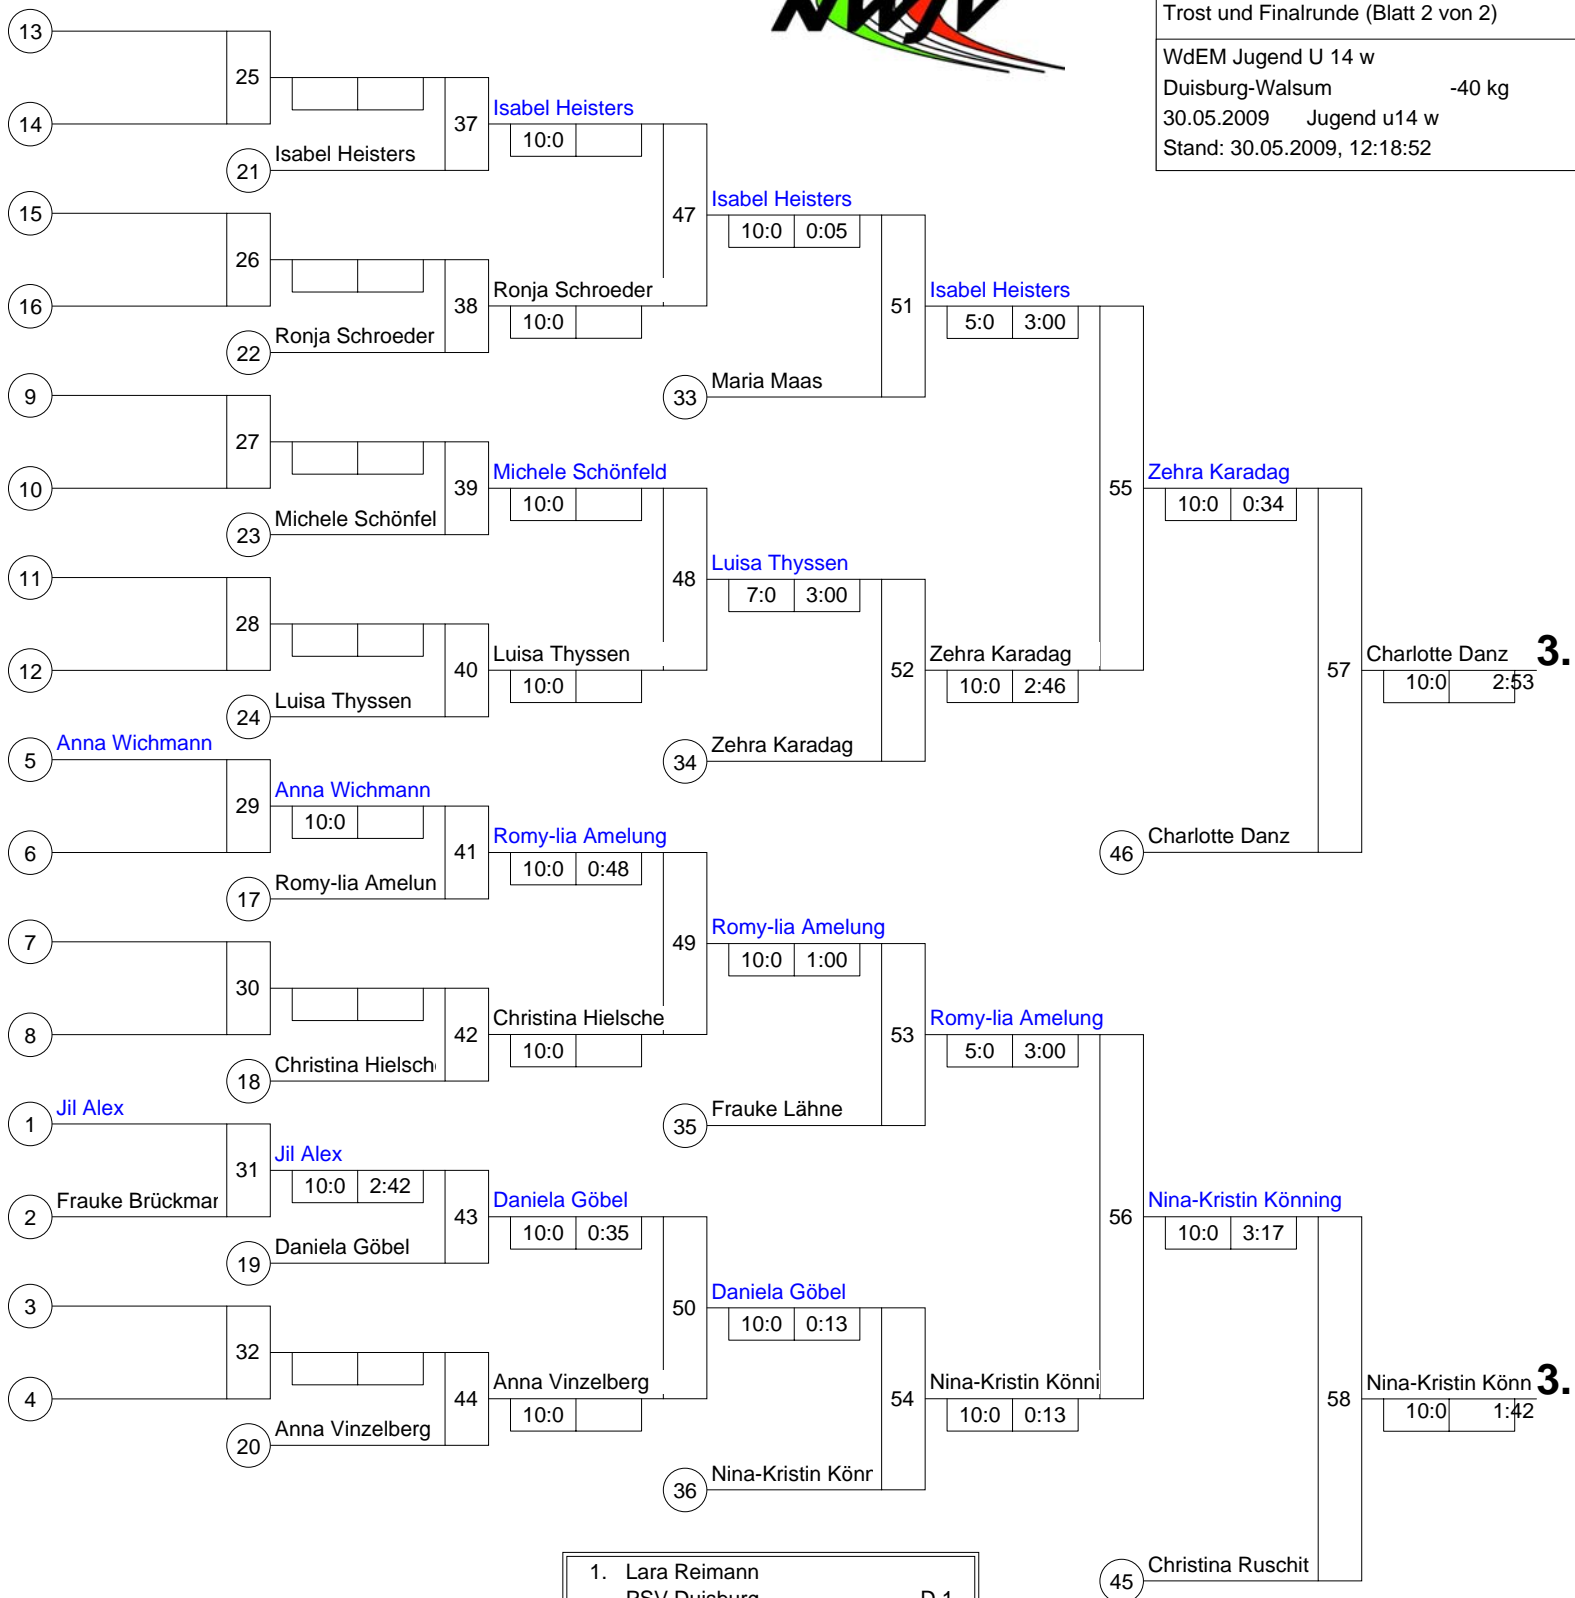 NWJV
Trost und Finalrunde (Blatt 2 von 2)
WdEM Jugend U 14 w
Duisburg-Walsum -40 kg
30.05.2009 Jugend u14 w
Stand: 30.05.2009, 12:18:52
13
25
14
37
Isabel Heisters
10:0
21
Isabel Heisters
15
47
Isabel Heisters
10:0 0:05
26
16
38
Ronja Schroeder
10:0
22
Ronja Schroeder
51
Isabel Heisters
5:0 3:00
33
Maria Maas
9
27
10
39
Michele Schönfeld
10:0
23
Michele Schönfel
55
Zehra Karadag
10:0 0:34
11
48
Luisa Thyssen
7:0 3:00
28
12
40
Luisa Thyssen
10:0
24
Luisa Thyssen
52
Zehra Karadag
10:0 2:46
34
Zehra Karadag
57
Charlotte Danz
3.
10:0 2:53
5
Anna Wichmann
29
Anna Wichmann
10:0
6
41
Romy-lia Amelung
10:0 0:48
17
Romy-lia Amelun
46
Charlotte Danz
7
49
Romy-lia Amelung
10:0 1:00
30
8
42
Christina Hielsche
10:0
18
Christina Hielsch
53
Romy-lia Amelung
5:0 3:00
35
Frauke Lähne
1
Jil Alex
31
Jil Alex
10:0 2:42
2
Frauke Brückmar
43
Daniela Göbel
10:0 0:35
19
Daniela Göbel
56
Nina-Kristin Könning
10:0 3:17
3
50
Daniela Göbel
10:0 0:13
32
4
44
Anna Vinzelberg
10:0
20
Anna Vinzelberg
54
Nina-Kristin Könni
10:0 0:13
36
Nina-Kristin Könr
58
Nina-Kristin Könn
3.
10:0 1:42
45
Christina Ruschit
1. Lara Reimann
PSV Duisburg D 1